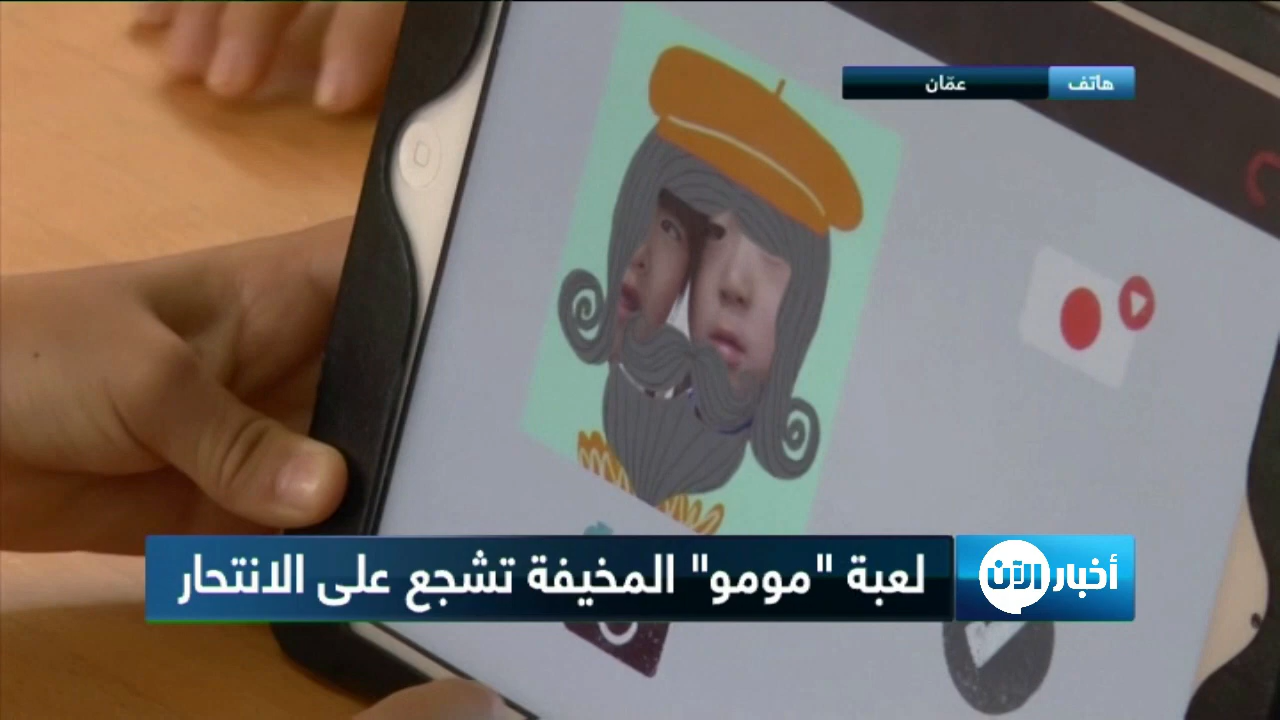 هاتف
عمّان
أخبار الآن
لعبة "مومو" المخيفة تشجع على الانتحار